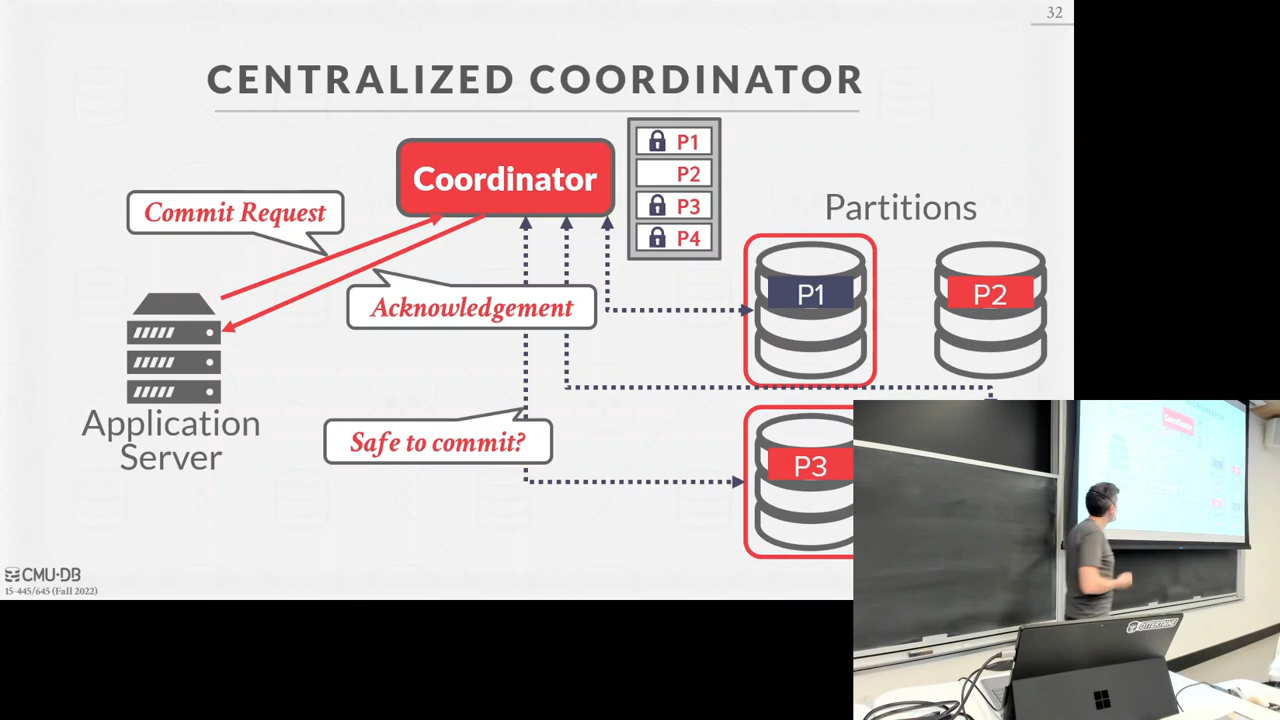 32
CENTRALIZED COORDINATOR
Coordinator
P1
P2
P3
P4
Commit Request
Partitions
Acknowledgement
P1
P2
Application
Server
Safe to commit?
P3
CMU·DB
15-445/645 (Fall 2022)